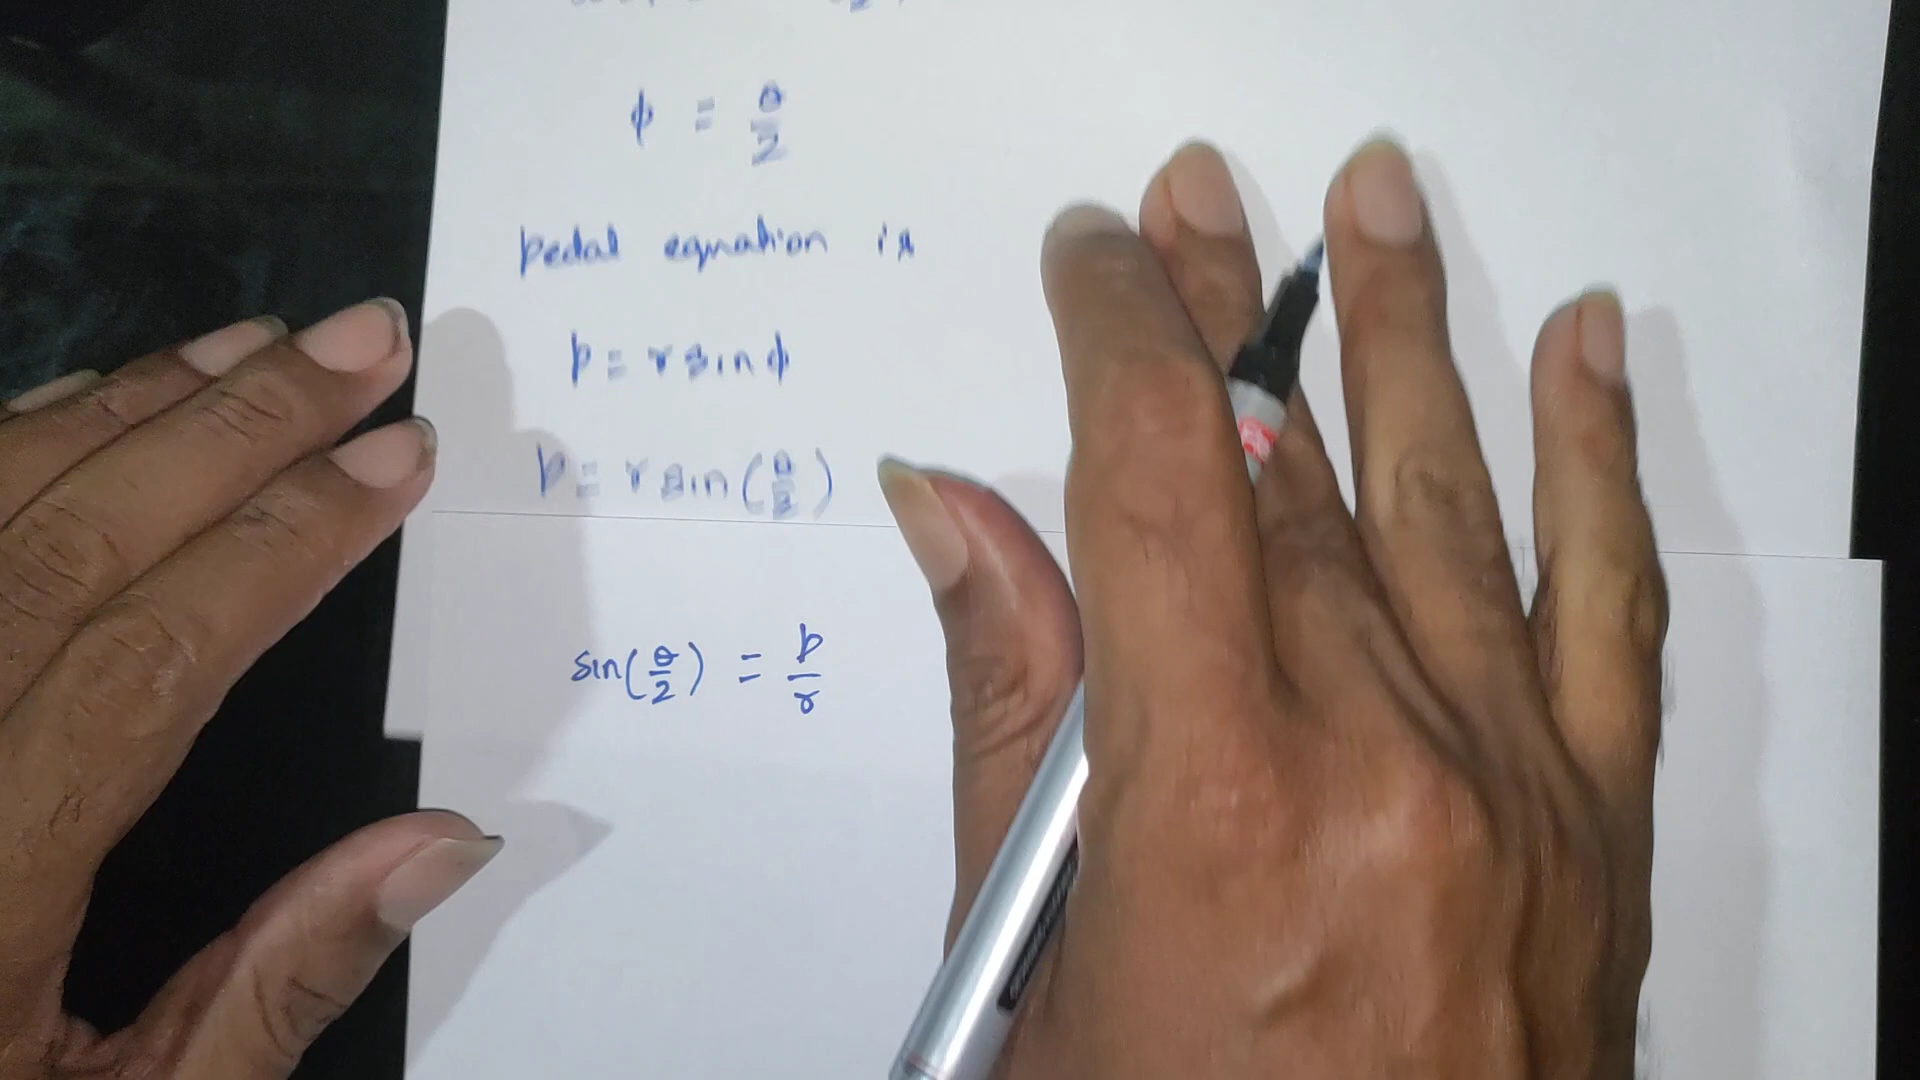 ϕ = θ/2
pedal equation is
p = r sin ϕ
p = r sin(θ/2)
sin(θ/2) = p/r